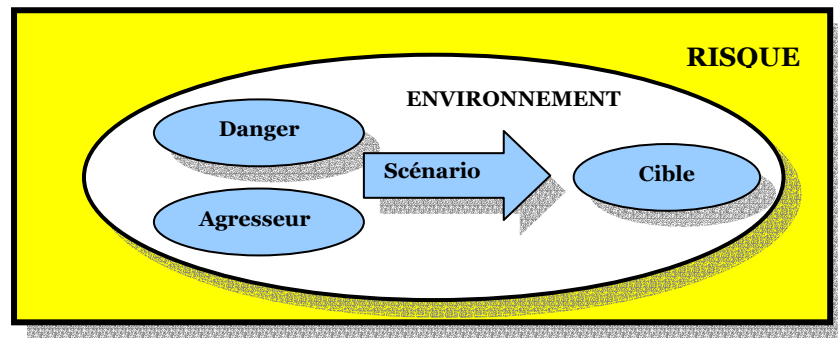 RISQUE
ENVIRONNEMENT
Danger
Scénario
Cible
Agresseur